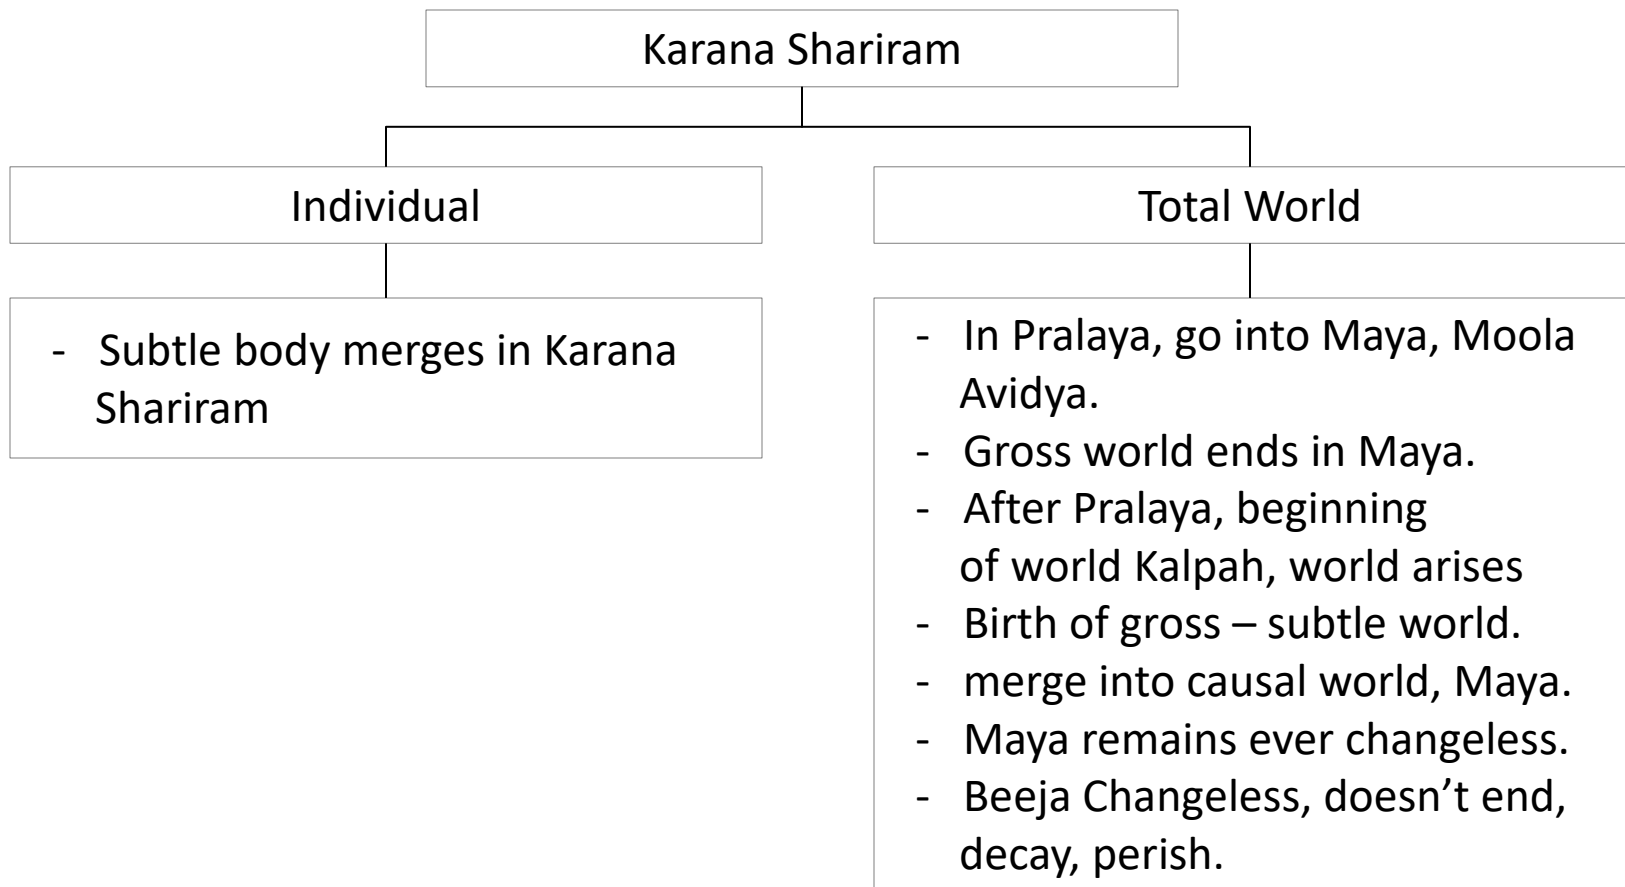 Karana Shariram
Individual
Total World
- Subtle body merges in Karana
Shariram
- In Pralaya, go into Maya, Moola
Avidya.
- Gross world ends in Maya.
- After Pralaya, beginning
of world Kalpah, world arises
- Birth of gross – subtle world.
- merge into causal world, Maya.
- Maya remains ever changeless.
- Beeja Changeless, doesn’t end,
decay, perish.